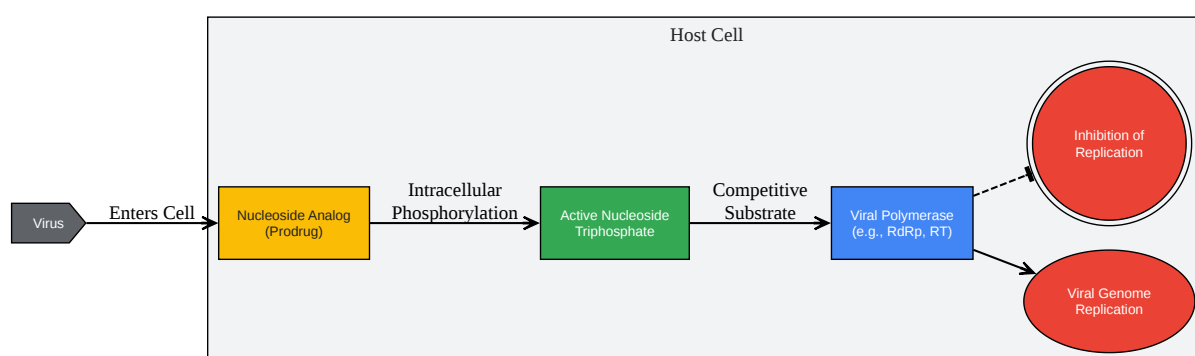 Host Cell
Virus
Enters Cell
Nucleoside Analog
(Prodrug)
Intracellular
Phosphorylation
Active Nucleoside
Triphosphate
Competitive
Substrate
Viral Polymerase
(e.g., RdRp, RT)
Inhibition of
Replication
Viral Genome
Replication